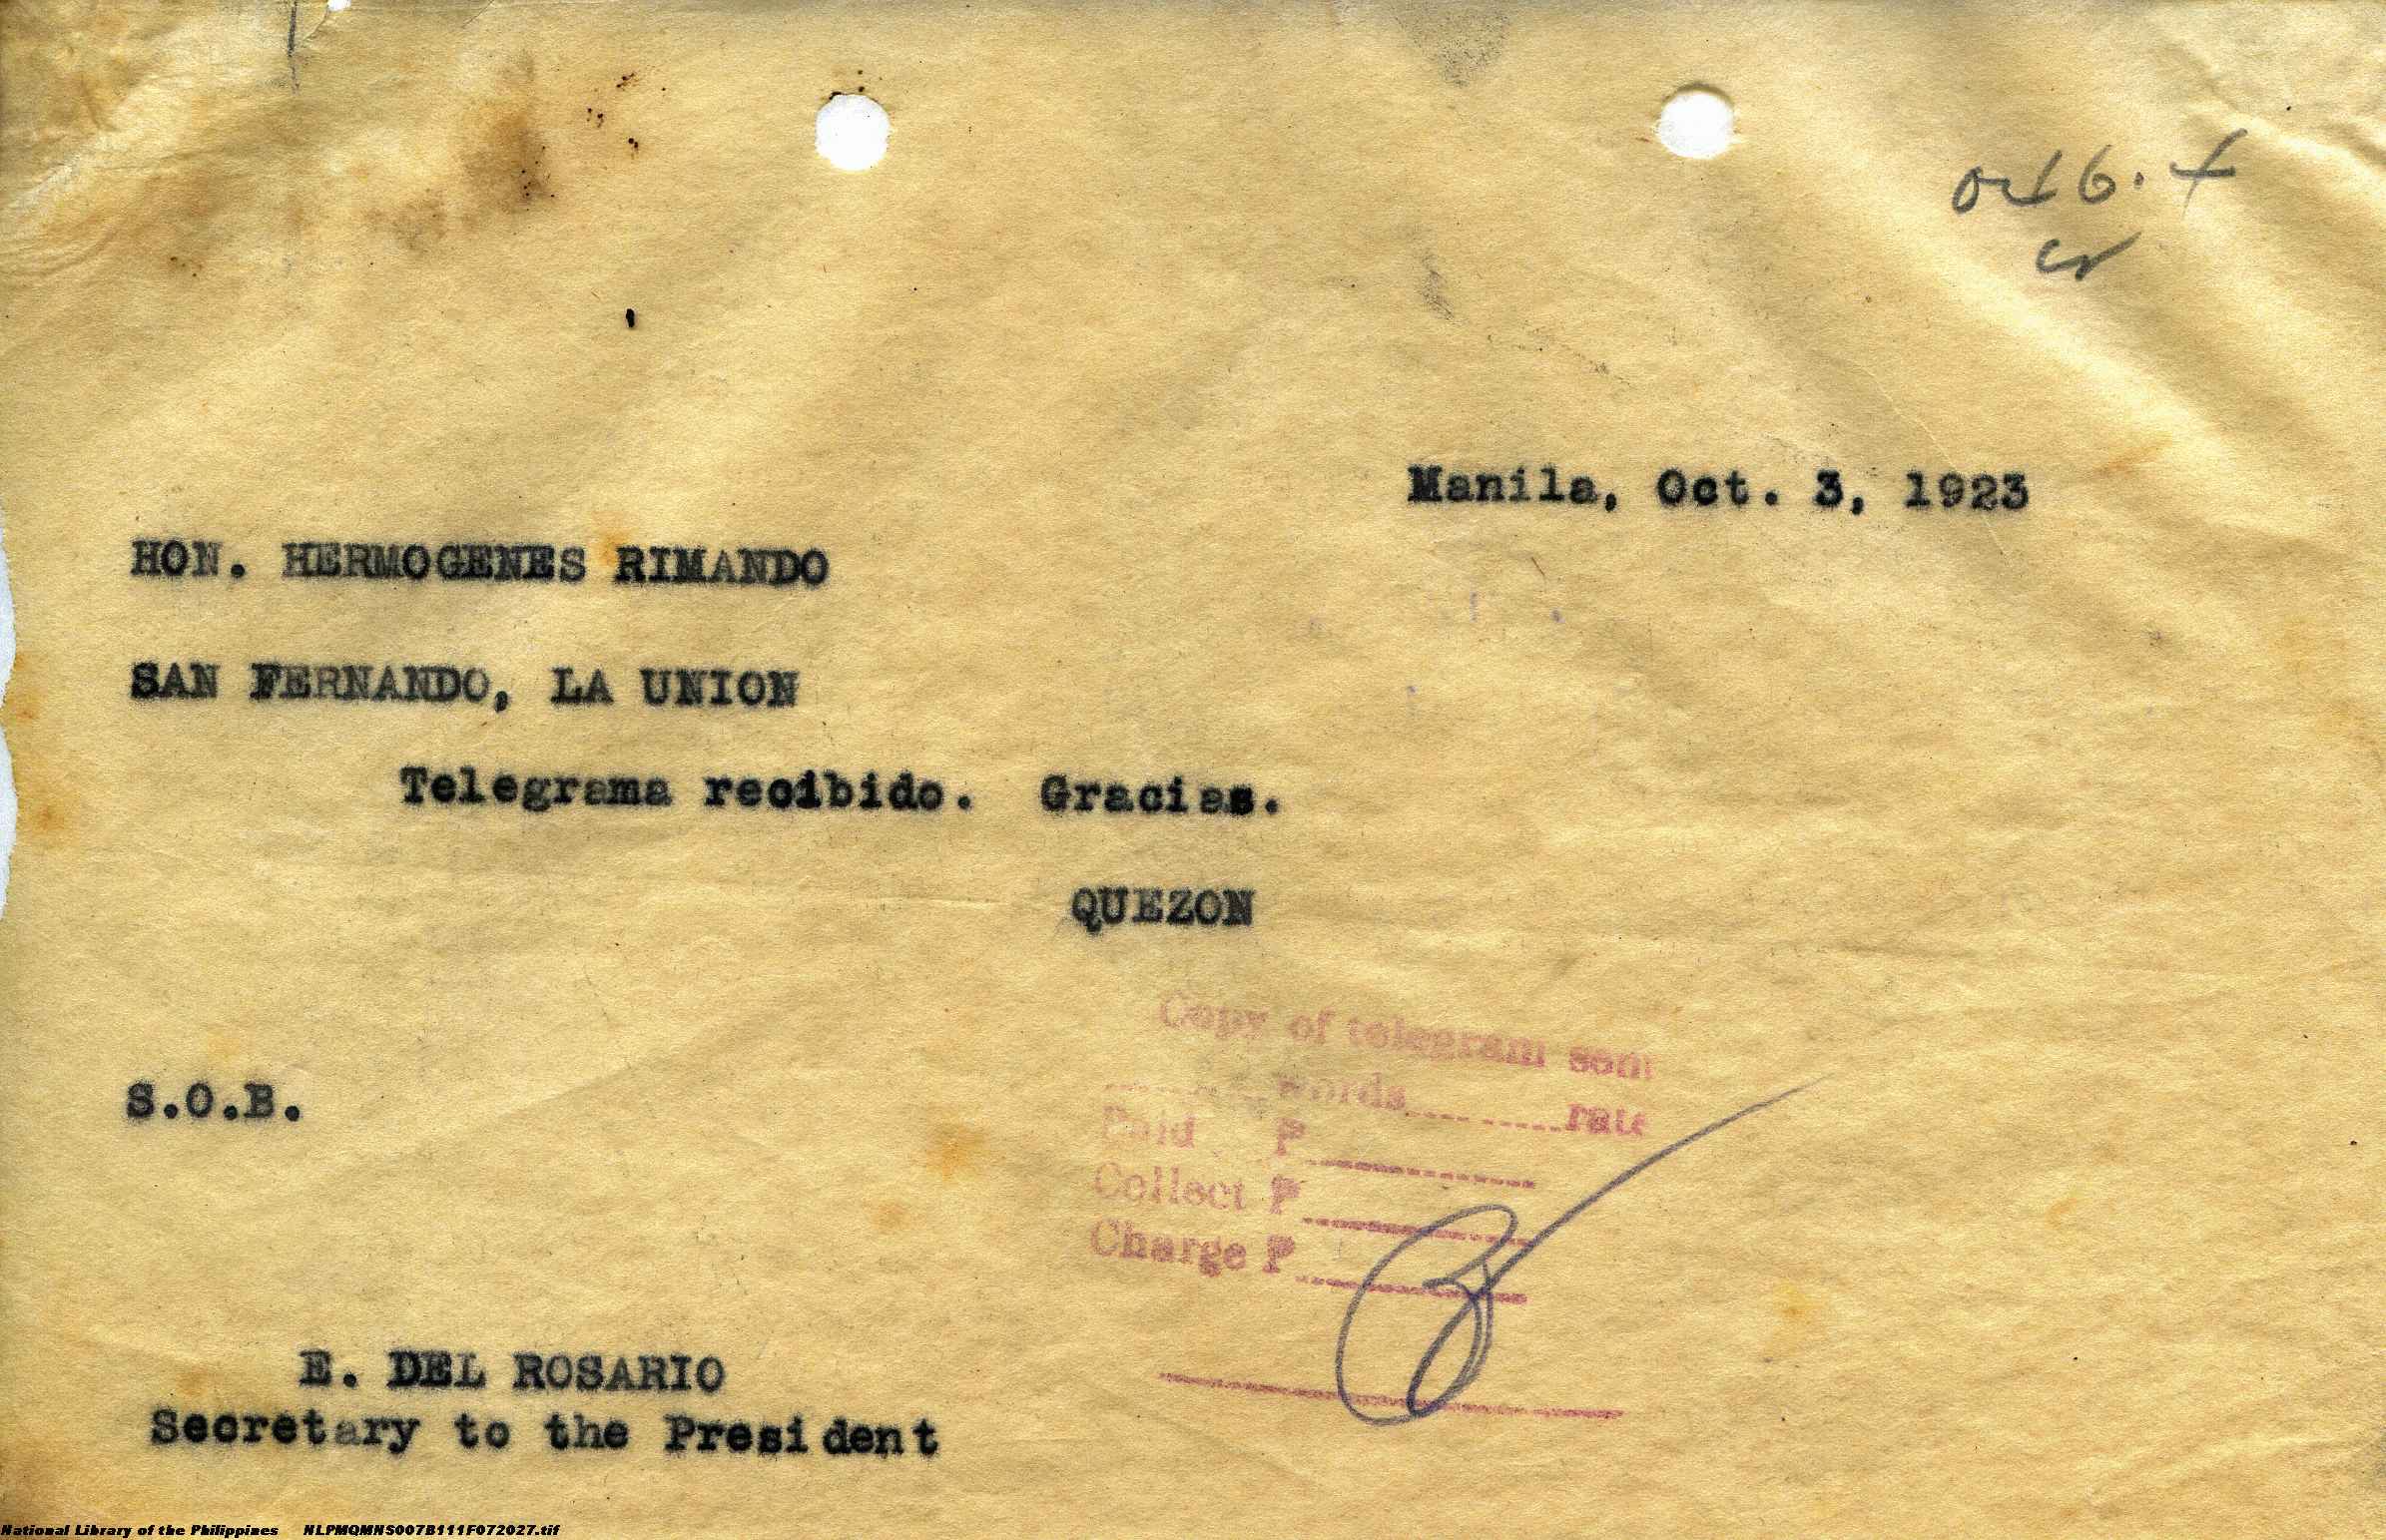 Manila, Oct. 3, 1923
HON. HERMOGENES RIMANDO
SAN FERNANDO, LA UNION
Telegrama recibido. Gracias.
QUEZON
Copy of telegram sent
words rate
S.O.B.
Paid ₱
Collect ₱
Charge ₱
E. DEL ROSARIO
Secretary to the President
National Library of the Philippines NLPMQMNS007B111F072027.tif